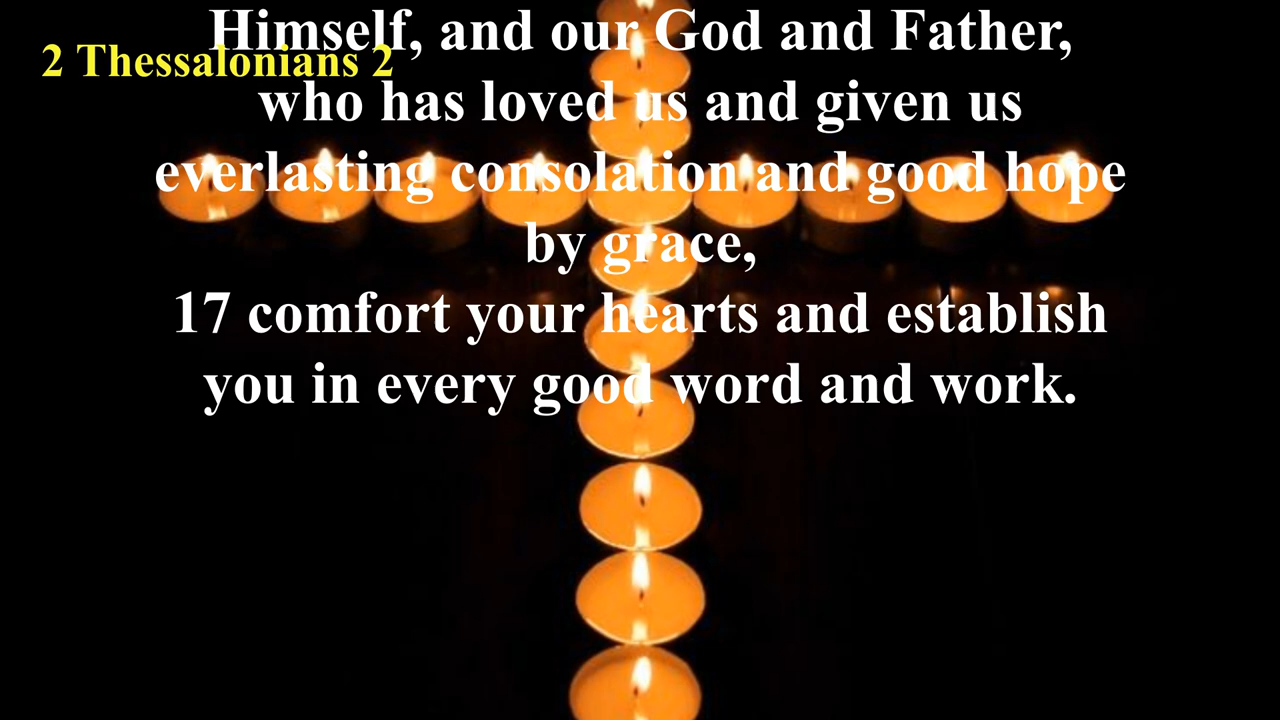 Himself, and our God and Father,
2 Thessalonians 2
who has loved us and given us
everlasting consolation and good hope
by grace,
17 comfort your hearts and establish
you in every good word and work.